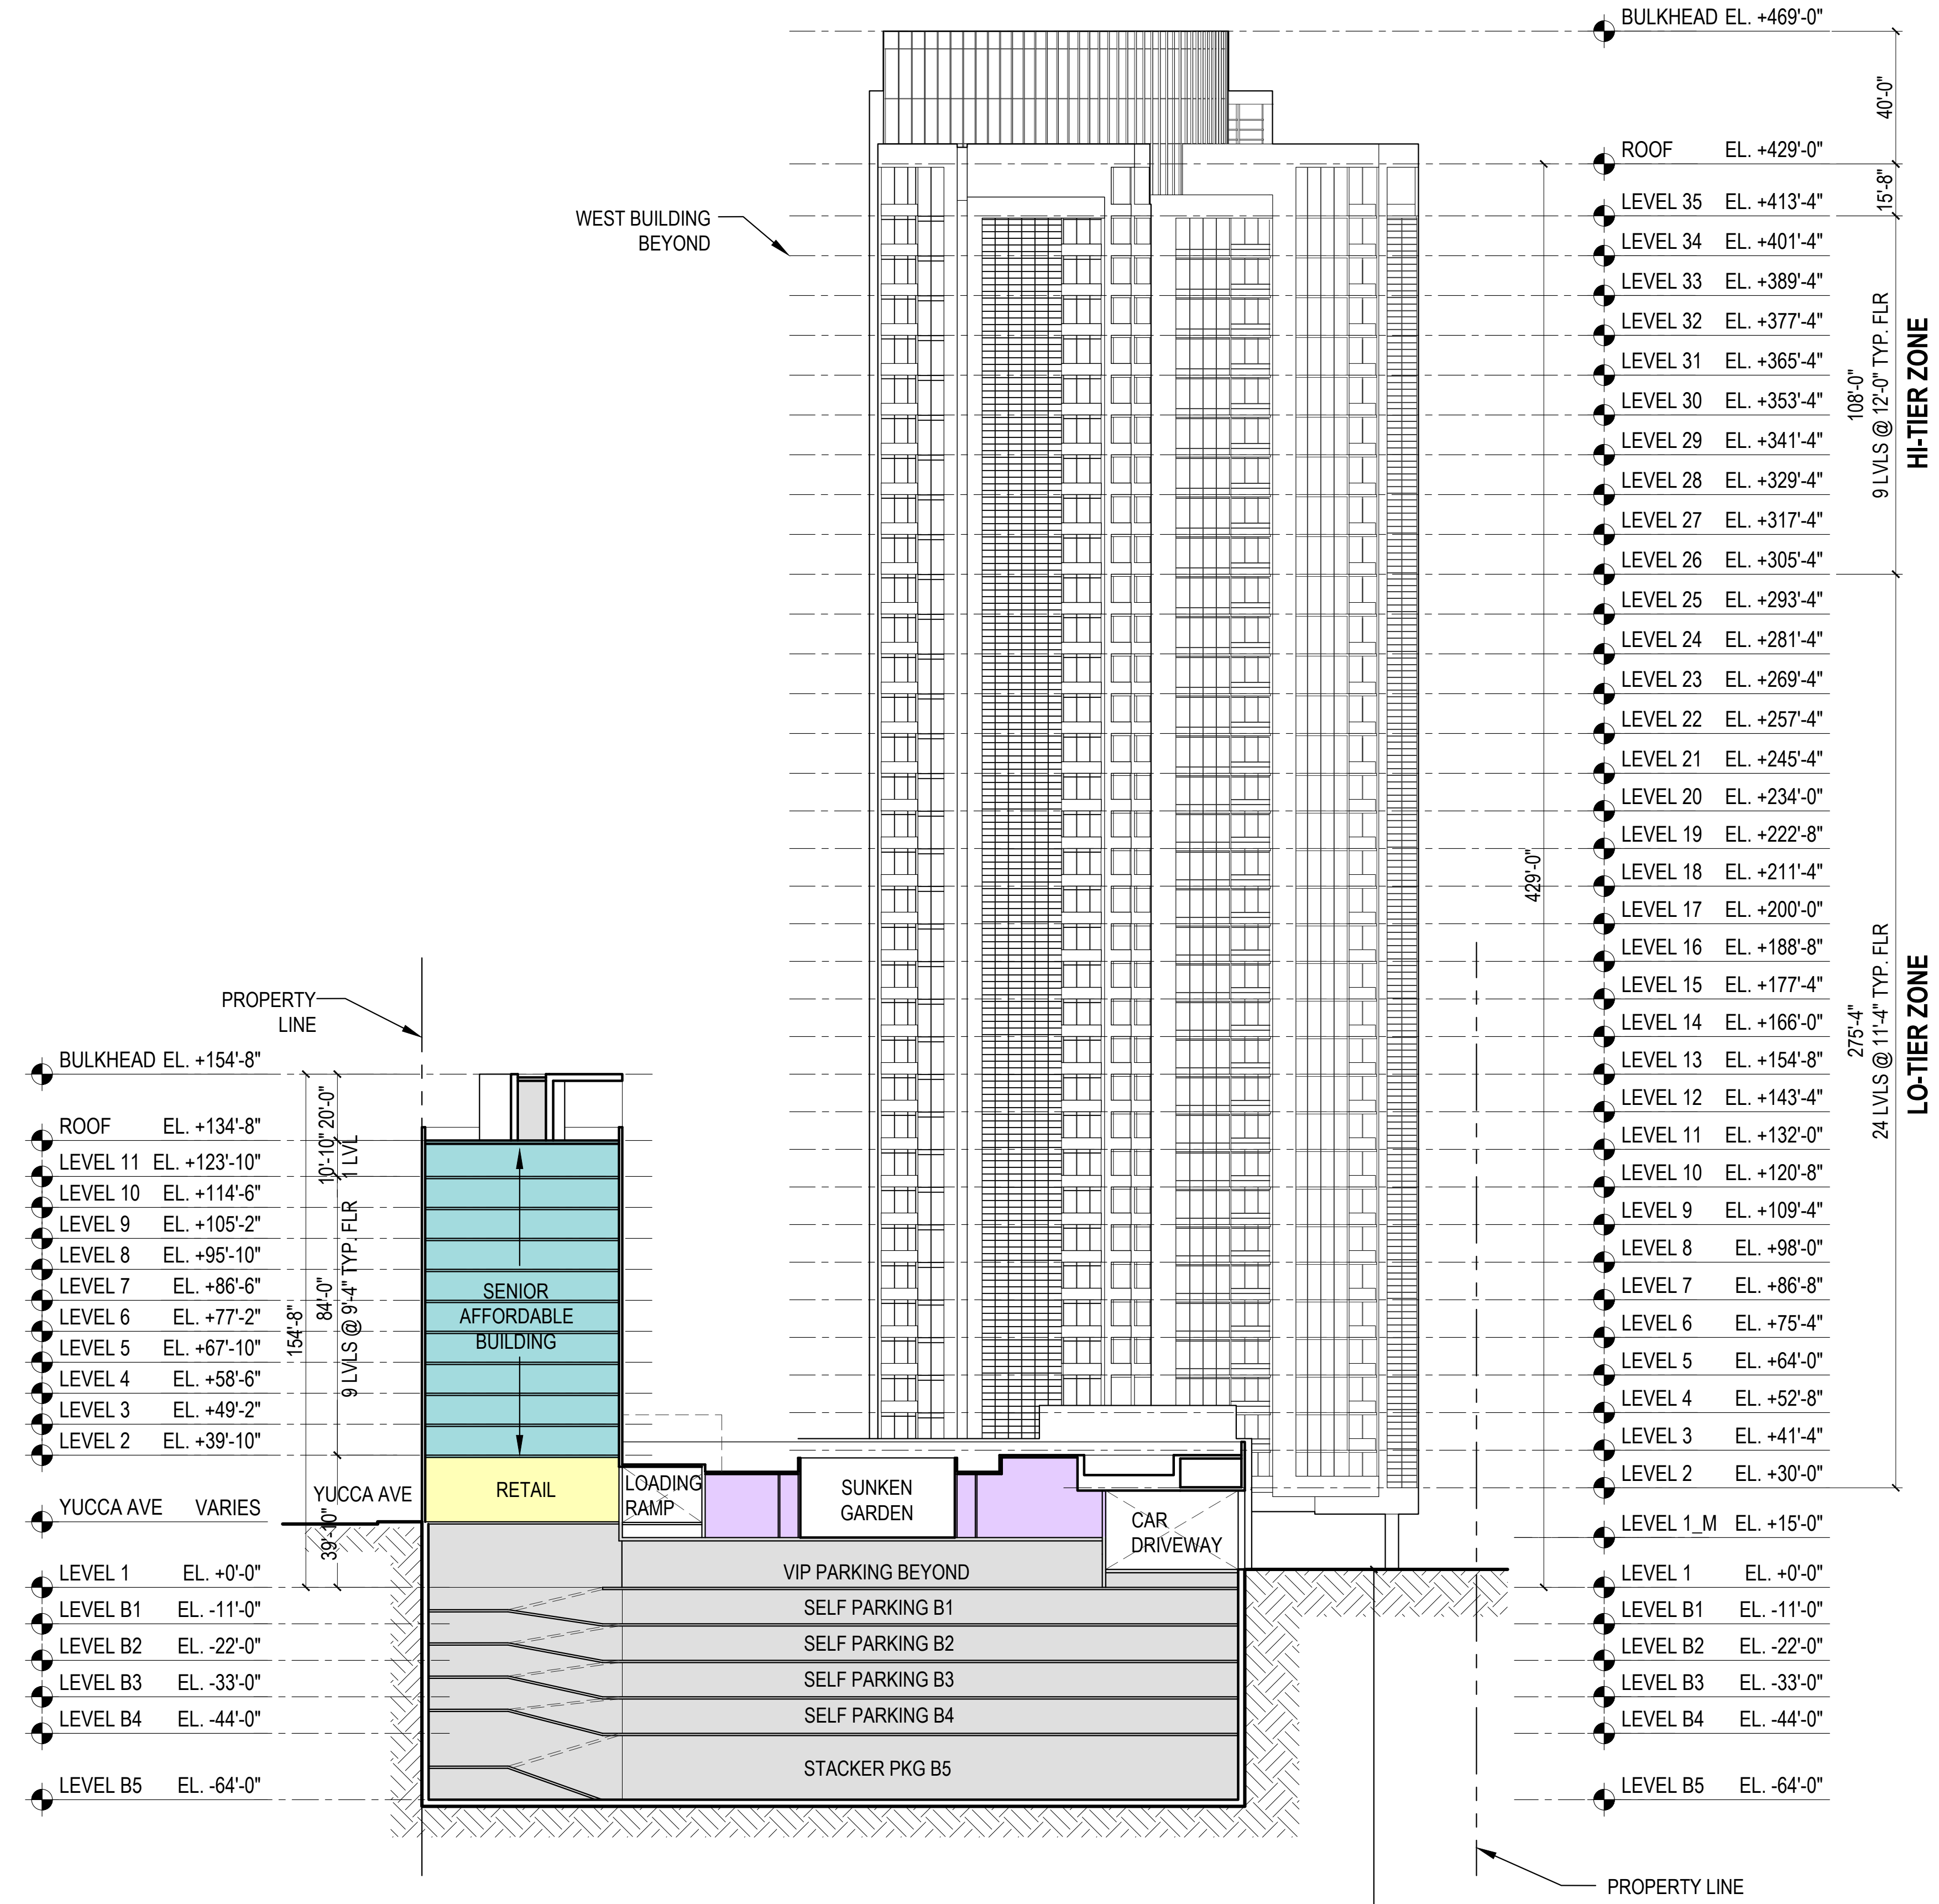 BULKHEAD EL. +469'-0"
40'-0"
ROOF EL. +429'-0"
15'-8"
LEVEL 35 EL. +413'-4"
WEST BUILDING
BEYOND
LEVEL 34 EL. +401'-4"
LEVEL 33 EL. +389'-4"
LEVEL 32 EL. +377'-4"
LEVEL 31 EL. +365'-4"
LEVEL 30 EL. +353'-4"
LEVEL 29 EL. +341'-4"
LEVEL 28 EL. +329'-4"
LEVEL 27 EL. +317'-4"
LEVEL 26 EL. +305'-4"
108'-0"
9 LVLS @ 12'-0" TYP. FLR
HI-TIER ZONE
LEVEL 25 EL. +293'-4"
LEVEL 24 EL. +281'-4"
LEVEL 23 EL. +269'-4"
LEVEL 22 EL. +257'-4"
LEVEL 21 EL. +245'-4"
LEVEL 20 EL. +234'-0"
LEVEL 19 EL. +222'-8"
LEVEL 18 EL. +211'-4"
LEVEL 17 EL. +200'-0"
LEVEL 16 EL. +188'-8"
LEVEL 15 EL. +177'-4"
LEVEL 14 EL. +166'-0"
LEVEL 13 EL. +154'-8"
LEVEL 12 EL. +143'-4"
LEVEL 11 EL. +132'-0"
LEVEL 10 EL. +120'-8"
LEVEL 9 EL. +109'-4"
LEVEL 8 EL. +98'-0"
LEVEL 7 EL. +86'-8"
LEVEL 6 EL. +75'-4"
LEVEL 5 EL. +64'-0"
LEVEL 4 EL. +52'-8"
LEVEL 3 EL. +41'-4"
LEVEL 2 EL. +30'-0"
LEVEL 1_M EL. +15'-0"
LEVEL 1 EL. +0'-0"
LEVEL B1 EL. -11'-0"
LEVEL B2 EL. -22'-0"
LEVEL B3 EL. -33'-0"
LEVEL B4 EL. -44'-0"
LEVEL B5 EL. -64'-0"
429'-0"
275'-4"
24 LVLS @ 11'-4" TYP. FLR
LO-TIER ZONE
PROPERTY
LINE
BULKHEAD EL. +154'-8"
ROOF EL. +134'-8"
LEVEL 11 EL. +123'-10"
LEVEL 10 EL. +114'-6"
LEVEL 9 EL. +105'-2"
LEVEL 8 EL. +95'-10"
LEVEL 7 EL. +86'-6"
LEVEL 6 EL. +77'-2"
LEVEL 5 EL. +67'-10"
LEVEL 4 EL. +58'-6"
LEVEL 3 EL. +49'-2"
LEVEL 2 EL. +39'-10"
YUCCA AVE VARIES
LEVEL 1 EL. +0'-0"
LEVEL B1 EL. -11'-0"
LEVEL B2 EL. -22'-0"
LEVEL B3 EL. -33'-0"
LEVEL B4 EL. -44'-0"
LEVEL B5 EL. -64'-0"
154'-8"
20'-0"
10'-10"
1 LVL
84'-0"
9 LVLS @ 9'-4" TYP. FLR
39'-10"
YUCCA AVE
SENIOR
AFFORDABLE
BUILDING
RETAIL
LOADING
RAMP
SUNKEN
GARDEN
CAR
DRIVEWAY
VIP PARKING BEYOND
SELF PARKING B1
SELF PARKING B2
SELF PARKING B3
SELF PARKING B4
STACKER PKG B5
PROPERTY LINE